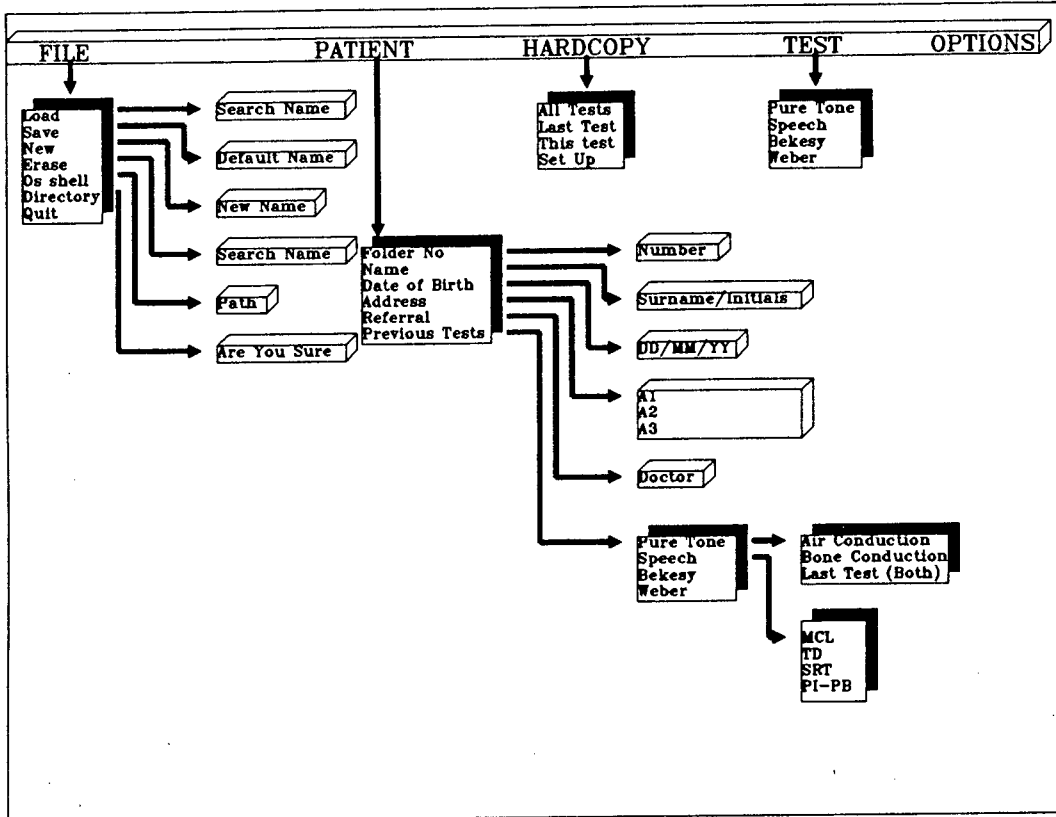 FILE PATIENT HARDCOPY TEST OPTIONS
Load
Save
New
Erase
Os shell
Directory
Quit
Search Name
Default Name
New Name
Search Name
Path
Are You Sure
Folder No
Name
Date of Birth
Address
Referral
Previous Tests
All Tests
Last Test
This test
Set Up
Pure Tone
Speech
Bekesy
Weber
Number
Surname/Initials
DD/MM/YY
A1
A2
A3
Doctor
Pure Tone
Speech
Bekesy
Weber
Air Conduction
Bone Conduction
Last Test (Both)
MCL
TD
SRT
PI-PB